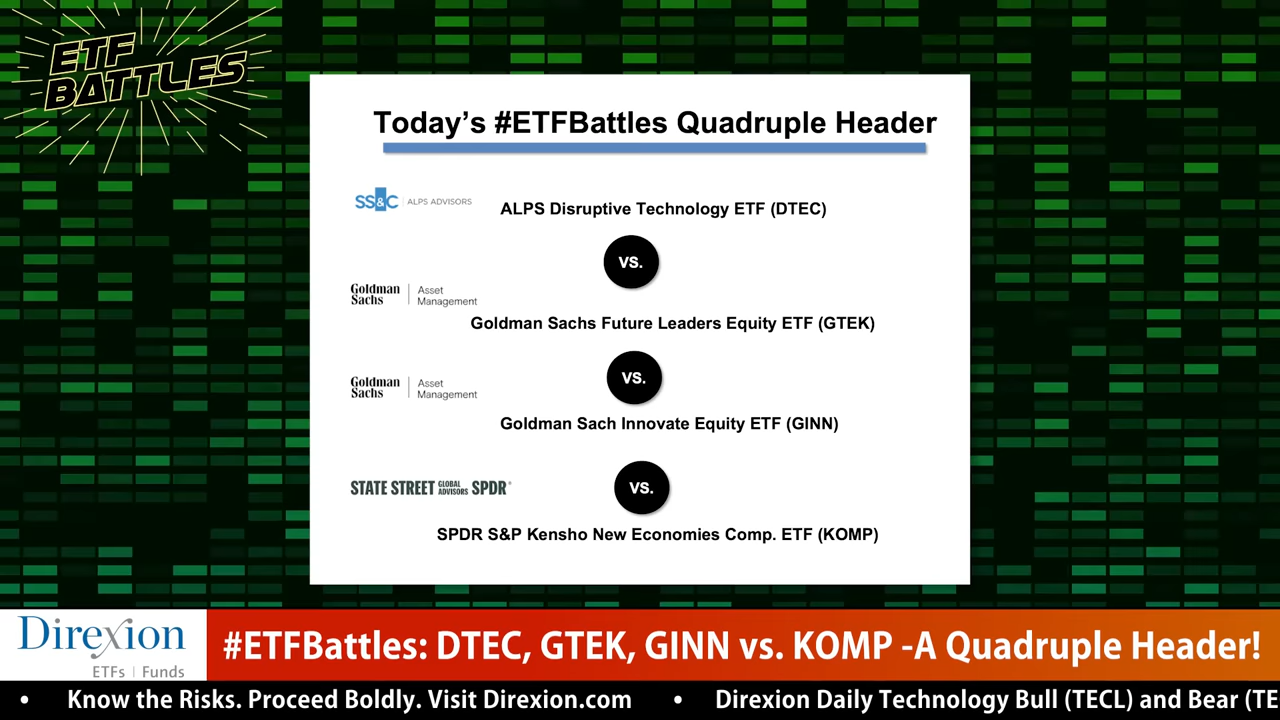 ETF
BATTLES
Today’s #ETFBattles Quadruple Header
SS&C | ALPS ADVISORS
ALPS Disruptive Technology ETF (DTEC)
VS.
Goldman Sachs | Asset Management
Goldman Sachs Future Leaders Equity ETF (GTEK)
VS.
Goldman Sachs | Asset Management
Goldman Sach Innovate Equity ETF (GINN)
VS.
STATE STREET GLOBAL ADVISORS SPDR®
SPDR S&P Kensho New Economies Comp. ETF (KOMP)
Direxion
ETFs | Funds
#ETFBattles: DTEC, GTEK, GINN vs. KOMP -A Quadruple Header!
• Know the Risks. Proceed Boldly. Visit Direxion.com • Direxion Daily Technology Bull (TECL) and Bear (TE